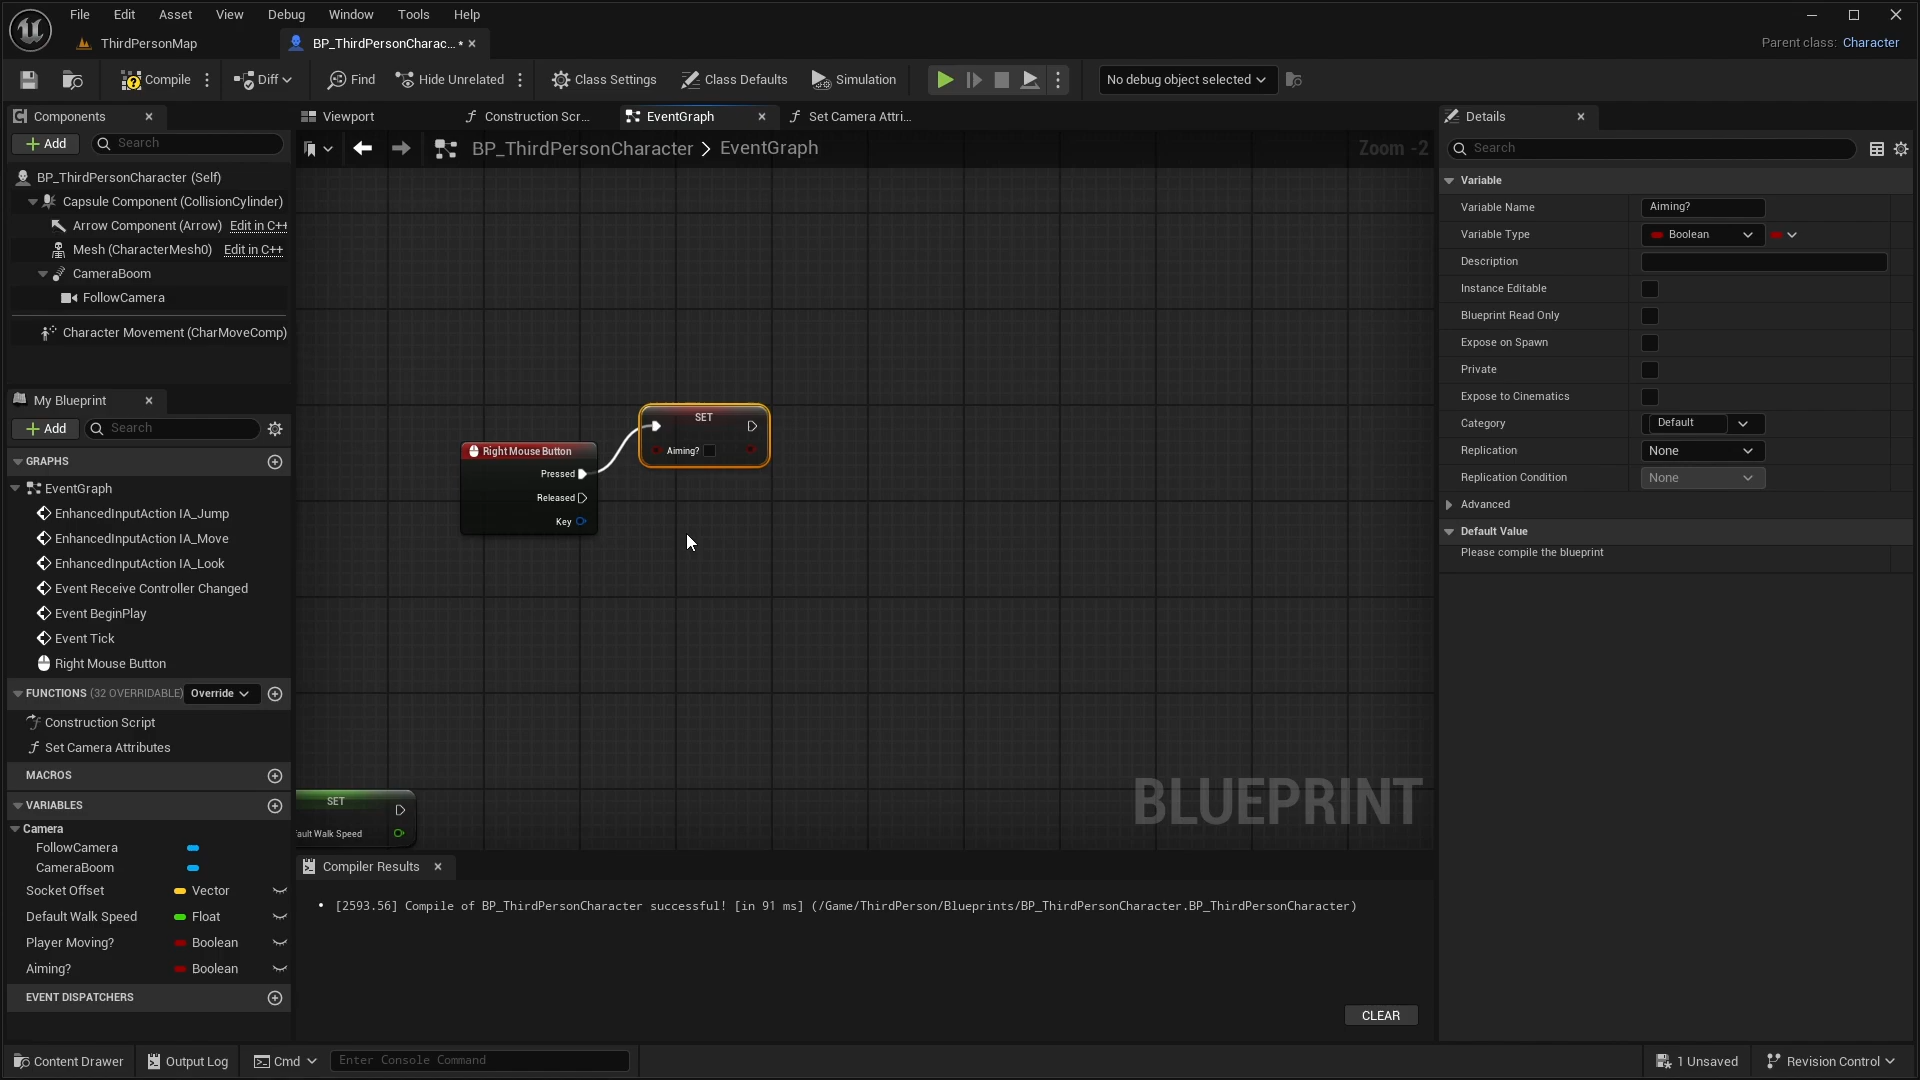 File Edit Asset View Debug Window Tools Help
ThirdPersonMap
BP_ThirdPersonCharac... •
Parent class: Character
Compile
Diff
Find
Hide Unrelated
Class Settings
Class Defaults
Simulation
No debug object selected
Components
Add
Search
BP_ThirdPersonCharacter (Self)
Capsule Component (CollisionCylinder)
Arrow Component (Arrow) Edit in C++
Mesh (CharacterMesh0) Edit in C++
CameraBoom
FollowCamera
Character Movement (CharMoveComp)
My Blueprint
Add
Search
GRAPHS
EventGraph
EnhancedInputAction IA_Jump
EnhancedInputAction IA_Move
EnhancedInputAction IA_Look
Event Receive Controller Changed
Event BeginPlay
Event Tick
Right Mouse Button
FUNCTIONS (32 OVERRIDABLE) Override
Construction Script
Set Camera Attributes
MACROS
VARIABLES
Camera
FollowCamera
CameraBoom
Socket Offset Vector
Default Walk Speed Float
Player Moving? Boolean
Aiming? Boolean
EVENT DISPATCHERS
Viewport
Construction Scr...
EventGraph
Set Camera Attri...
BP_ThirdPersonCharacter > EventGraph
Zoom -2
SET
Aiming?
Right Mouse Button
Pressed
Released
Key
SET
ault Walk Speed
BLUEPRINT
Compiler Results
• [2593.56] Compile of BP_ThirdPersonCharacter successful! [in 91 ms] (/Game/ThirdPerson/Blueprints/BP_ThirdPersonCharacter.BP_ThirdPersonCharacter)
CLEAR
Details
Search
Variable
Variable Name Aiming?
Variable Type Boolean
Description
Instance Editable
Blueprint Read Only
Expose on Spawn
Private
Expose to Cinematics
Category Default
Replication None
Replication Condition None
Advanced
Default Value
Please compile the blueprint
Content Drawer
Output Log
Cmd
Enter Console Command
1 Unsaved
Revision Control